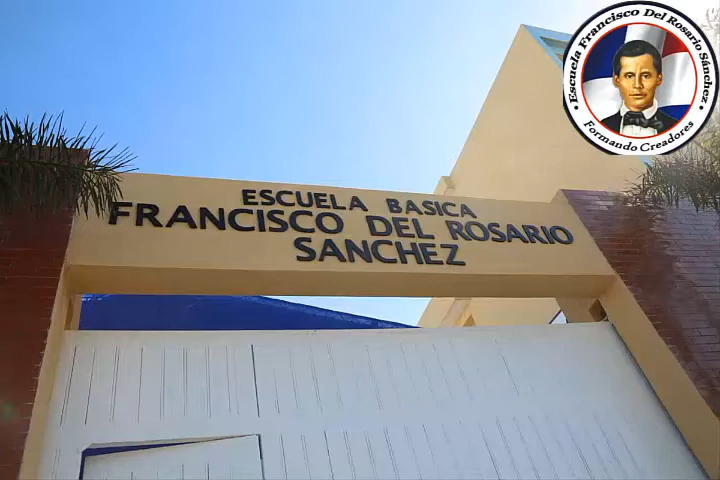 Escuela Francisco Del Rosario Sánchez
Formando Creadores
ESCUELA BASICA
FRANCISCO DEL ROSARIO
SANCHEZ